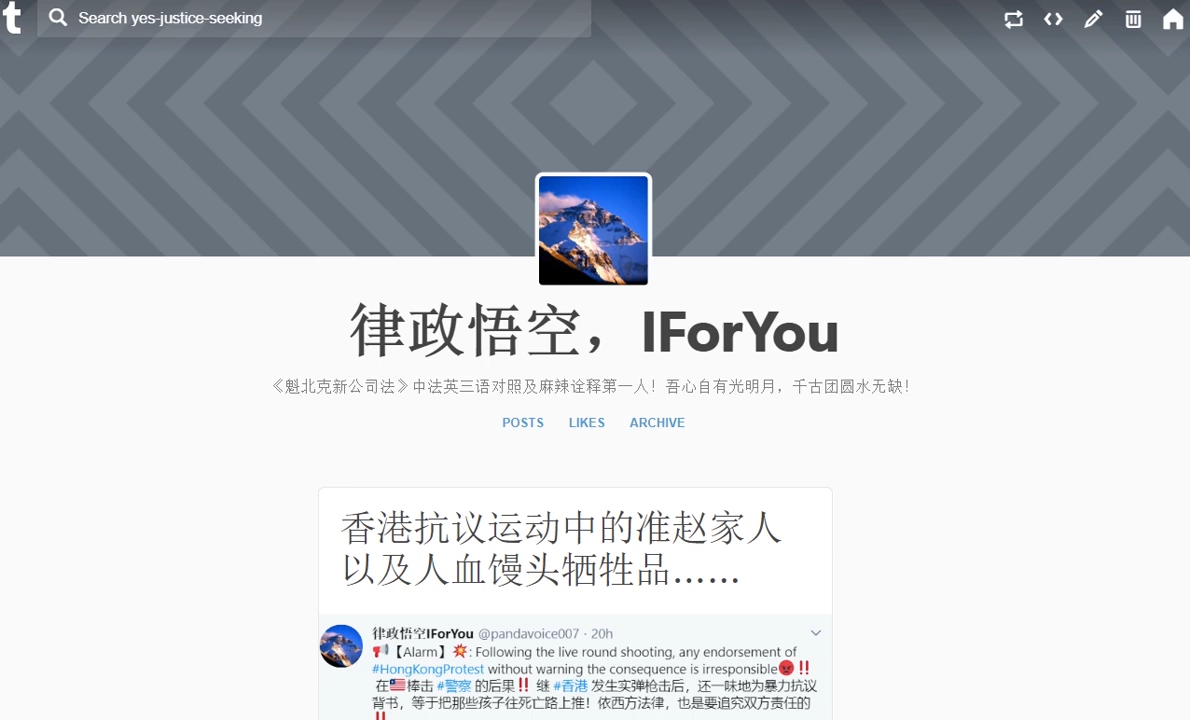 t
Search yes-justice-seeking
律政悟空，IForYou
《魁北克新公司法》中法英三语对照及麻辣诠释第一人！吾心自有光明月，千古团圆水无缺！
POSTS LIKES ARCHIVE
香港抗议运动中的准赵家人
以及人血馒头牺牲品……
律政悟空IForYou @pandavoice007 · 20h
📢【Alarm】💥: Following the live round shooting, any endorsement of
#HongKongProtest without warning the consequence is irresponsible😡‼️
在🇺🇸棒击 #警察 的后果‼️ 继 #香港 发生实弹枪击后，还一味地为暴力抗议
背书，等于把那些孩子往死亡路上推！依西方法律，也是要追究双方责任的
‼️